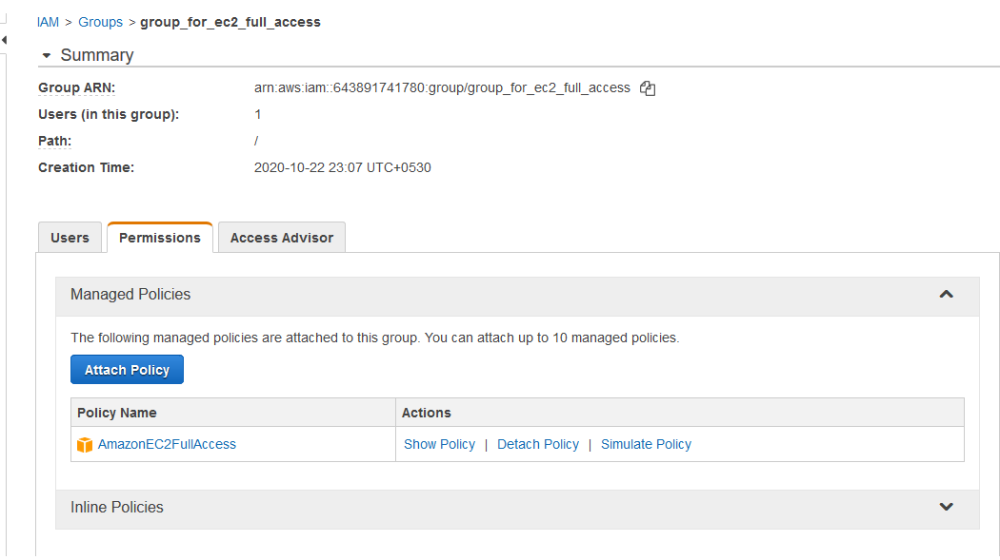 IAM > Groups > group_for_ec2_full_access
Summary
Group ARN: arn:aws:iam::643891741780:group/group_for_ec2_full_access
Users (in this group): 1
Path: /
Creation Time: 2020-10-22 23:07 UTC+0530
Users Permissions Access Advisor
Managed Policies
The following managed policies are attached to this group. You can attach up to 10 managed policies.
Attach Policy
Policy Name Actions
AmazonEC2FullAccess Show Policy | Detach Policy | Simulate Policy
Inline Policies